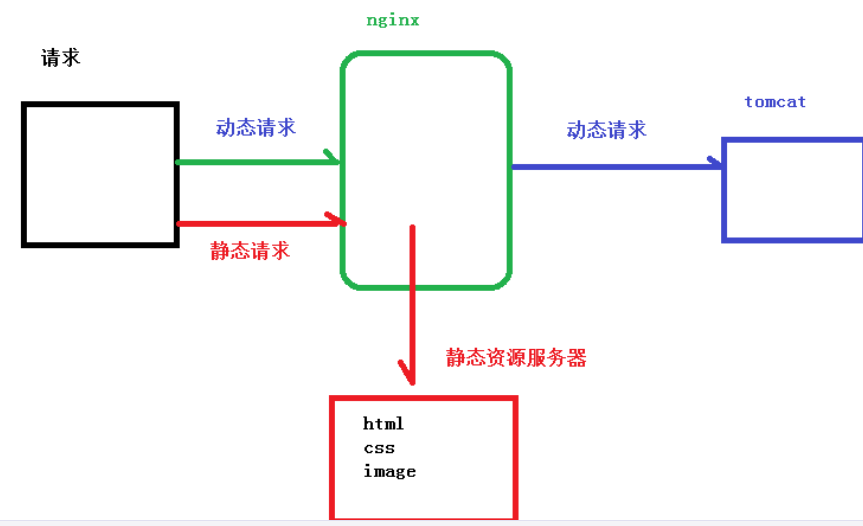 nginx
请求
tomcat
动态请求
动态请求
静态请求
静态资源服务器
html
css
image